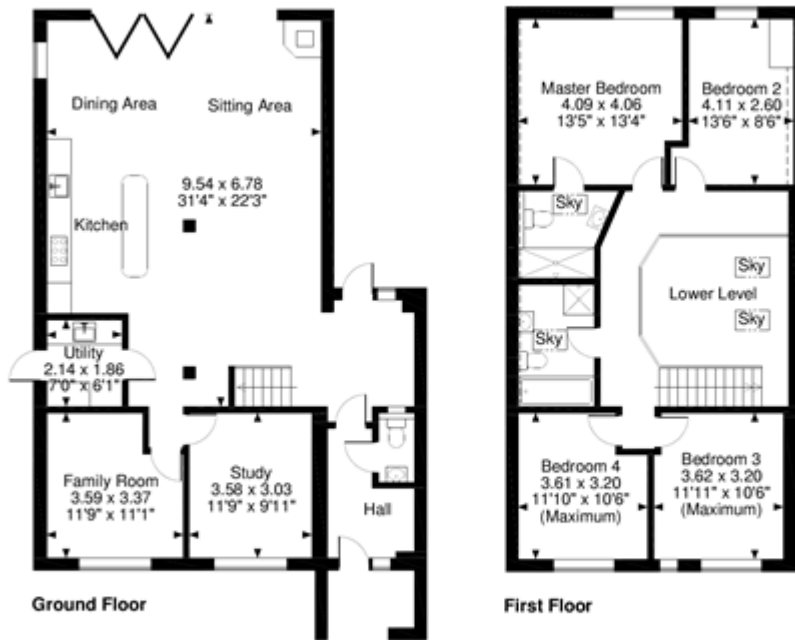 Dining Area
Sitting Area
9.54 x 6.78
31'4" x 22'3"
Kitchen
Utility
2.14 x 1.86
7'0" x 6'1"
Family Room
3.59 x 3.37
11'9" x 11'1"
Study
3.58 x 3.03
11'9" x 9'11"
Hall
Ground Floor
Master Bedroom
4.09 x 4.06
13'5" x 13'4"
Bedroom 2
4.11 x 2.60
13'6" x 8'6"
Sky
Sky
Sky
Lower Level
Sky
Bedroom 4
3.61 x 3.20
11'10" x 10'6"
(Maximum)
Bedroom 3
3.62 x 3.20
11'11" x 10'6"
(Maximum)
First Floor